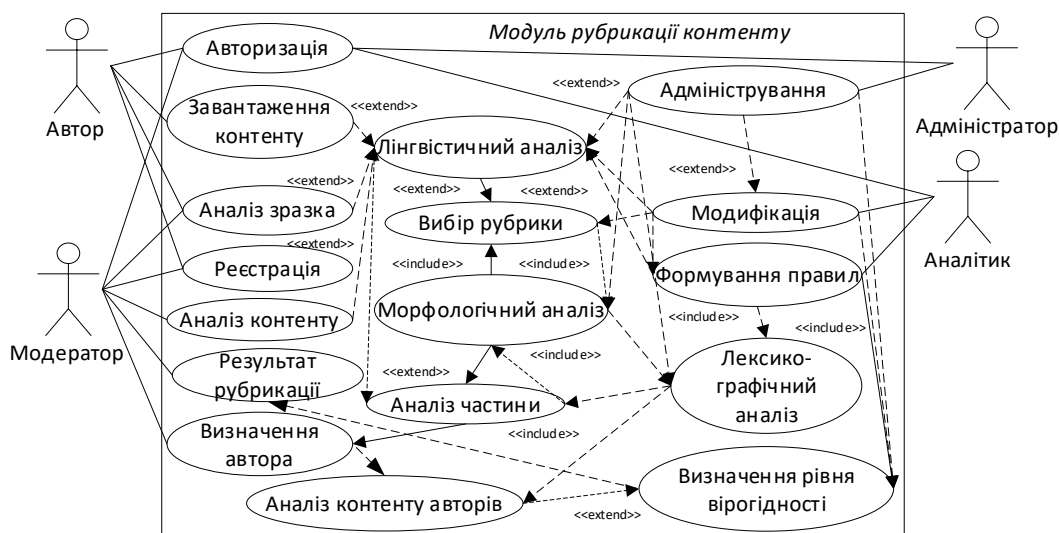 Модуль рубрикації контенту
Авторизація
<<extend>>
Адміністрування
Завантаження
контенту
<<extend>>
Автор
Адміністратор
Лінгвістичний аналіз
<<extend>>
<<extend>>
<<extend>>
<<extend>>
Аналіз зразка
Вибір рубрики
Модифікація
<<extend>>
Аналітик
Реєстрація
<<include>>
<<include>>
Формування правил
Морфологічний аналіз
Аналіз контенту
<<include>>
<<include>>
Модератор
Результат
рубрикації
<<include>>
Лексико-
графічний
аналіз
<<extend>>
Аналіз частини
Визначення
автора
<<include>>
Визначення рівня
вірогідності
Аналіз контенту авторів
<<extend>>